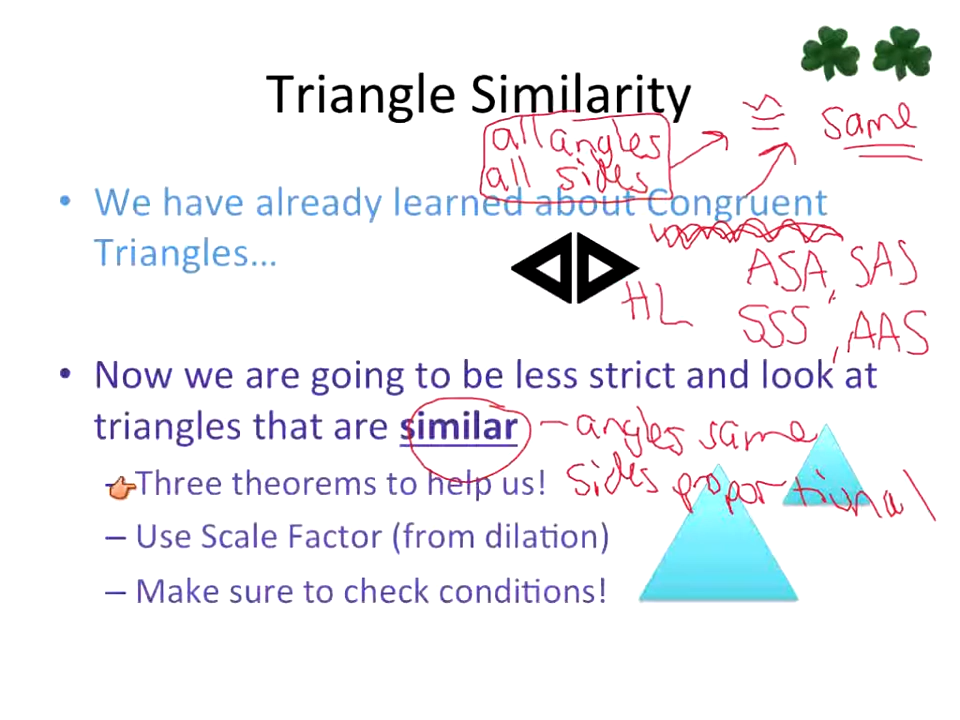 Triangle Similarity
≅ same
all angles
all sides
• We have already learned about Congruent
Triangles...
ASA, SAS
HL SSS, AAS
• Now we are going to be less strict and look at
triangles that are similar – angles same
sides proportional
– Three theorems to help us!
– Use Scale Factor (from dilation)
– Make sure to check conditions!